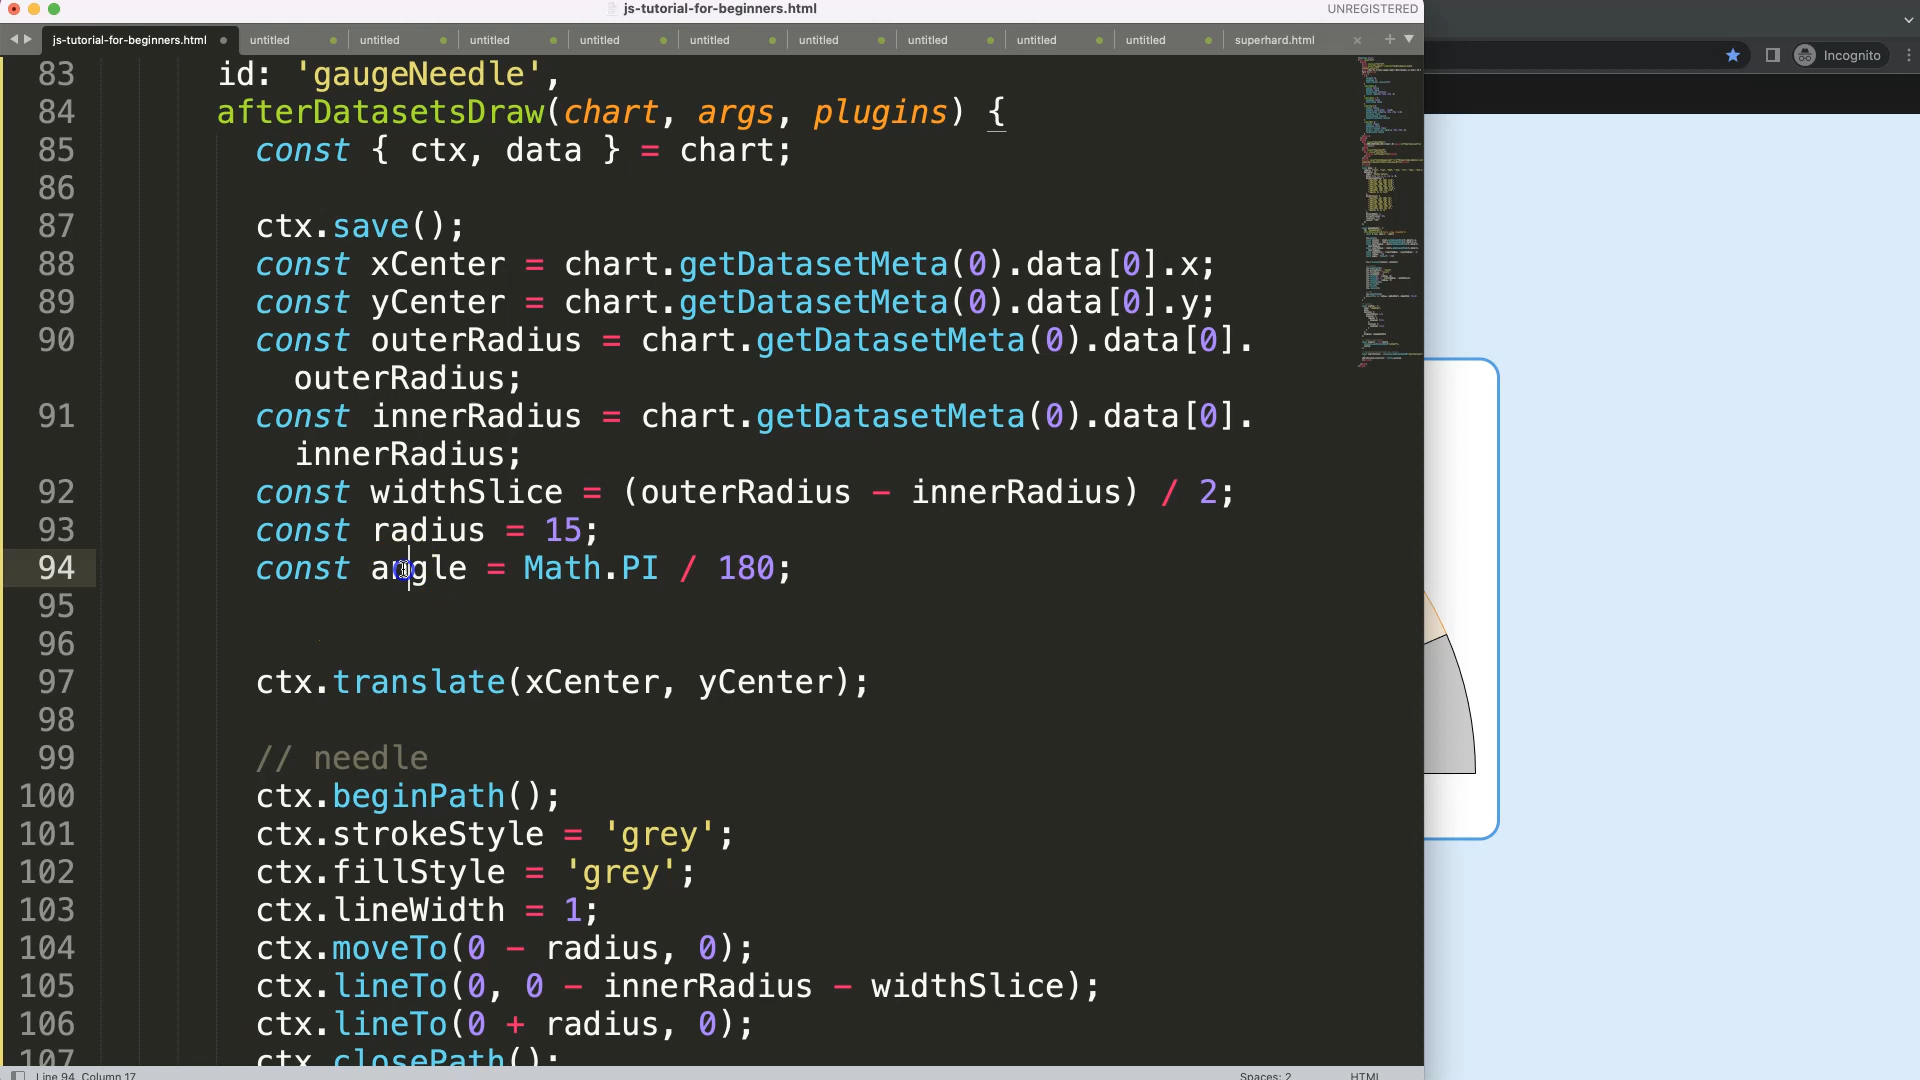 js-tutorial-for-beginners.html
UNREGISTERED
js-tutorial-for-beginners.html untitled untitled untitled untitled untitled untitled untitled untitled untitled superhard.html
Incognito
83 id: 'gaugeNeedle',
84 afterDatasetsDraw(chart, args, plugins) {
85 const { ctx, data } = chart;
86
87 ctx.save();
88 const xCenter = chart.getDatasetMeta(0).data[0].x;
89 const yCenter = chart.getDatasetMeta(0).data[0].y;
90 const outerRadius = chart.getDatasetMeta(0).data[0].
outerRadius;
91 const innerRadius = chart.getDatasetMeta(0).data[0].
innerRadius;
92 const widthSlice = (outerRadius - innerRadius) / 2;
93 const radius = 15;
94 const angle = Math.PI / 180;
95
96
97 ctx.translate(xCenter, yCenter);
98
99 // needle
100 ctx.beginPath();
101 ctx.strokeStyle = 'grey';
102 ctx.fillStyle = 'grey';
103 ctx.lineWidth = 1;
104 ctx.moveTo(0 - radius, 0);
105 ctx.lineTo(0, 0 - innerRadius - widthSlice);
106 ctx.lineTo(0 + radius, 0);
107 ctx.closePath();
Line 94, Column 17 Spaces: 2 HTML